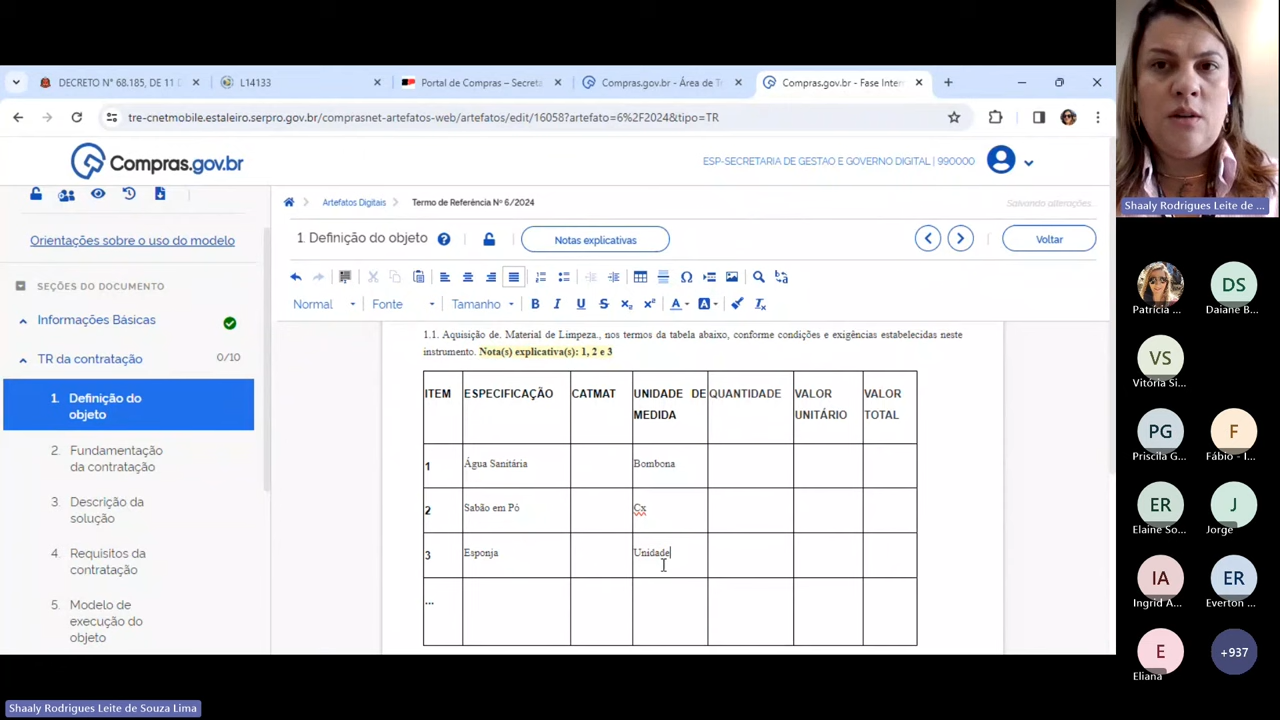 DECRETO N° 68.185, DE 11
L14133
Portal de Compras – Secreta
Compras.gov.br - Área de T
Compras.gov.br - Fase Inter
tre-cnetmobile.estaleiro.serpro.gov.br/comprasnet-artefatos-web/artefatos/edit/16058?artefato=6%2F2024&tipo=TR
Compras.gov.br
ESP-SECRETARIA DE GESTAO E GOVERNO DIGITAL | 990000
Shaaly Rodrigues Leite de ...
Artefatos Digitais
Termo de Referência Nº 6/2024
Salvando alterações.
Orientações sobre o uso do modelo
1. Definição do objeto
Notas explicativas
Voltar
SEÇÕES DO DOCUMENTO
Informações Básicas
TR da contratação
0/10
1. Definição do
objeto
2. Fundamentação
da contratação
3. Descrição da
solução
4. Requisitos da
contratação
5. Modelo de
execução do
objeto
Normal
Fonte
Tamanho
1.1. Aquisição de. Material de Limpeza., nos termos da tabela abaixo, conforme condições e exigências estabelecidas neste
instrumento. Nota(s) explicativa(s): 1, 2 e 3
ITEM ESPECIFICAÇÃO CATMAT UNIDADE DE QUANTIDADE VALOR VALOR
MEDIDA UNITÁRIO TOTAL
1 Água Sanitária Bombona
2 Sabão em Pó Cx
3 Esponja Unidade
...
Patrícia ...
DS
Daiane B...
VS
Vitória Si...
PG
Priscila G...
F
Fábio - I...
ER
Elaine So...
J
Jorge
IA
Ingrid A...
ER
Everton ...
E
Eliana
+937
Shaaly Rodrigues Leite de Souza Lima